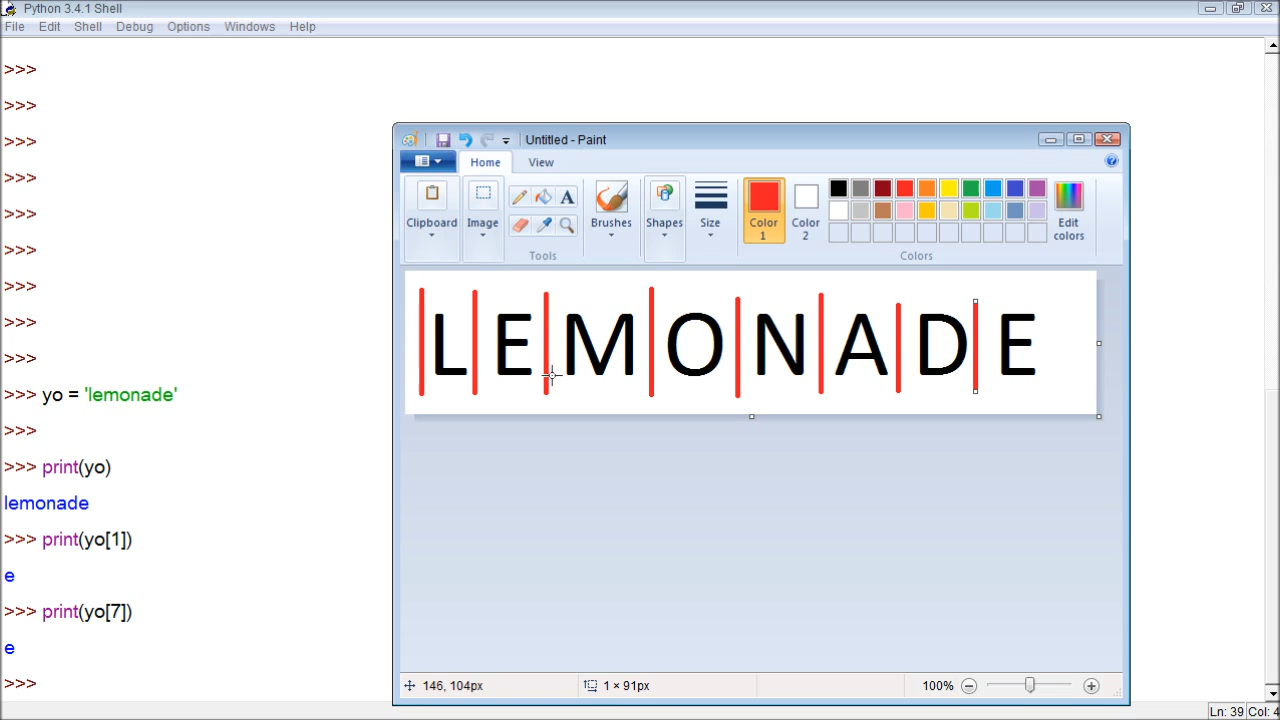 Python 3.4.1 Shell
File Edit Shell Debug Options Windows Help
>>>
>>>
>>>
>>>
>>>
>>>
>>>
>>>
>>>
>>> yo = 'lemonade'
>>>
>>> print(yo)
lemonade
>>> print(yo[1])
e
>>> print(yo[7])
e
>>>
Untitled - Paint
Home View
Clipboard Image Tools Brushes Shapes Size Color 1 Color 2 Edit colors
Colors
LEMONADE
146, 104px 1 × 91px 100%
Ln: 39 Col: 4